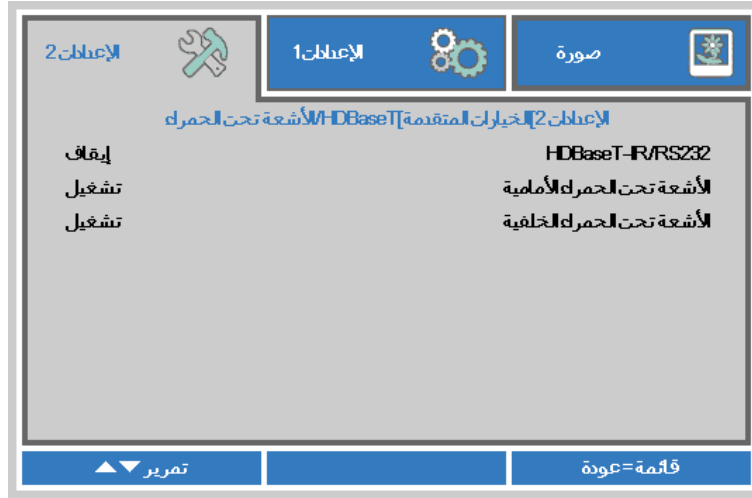 صورة
الإعدادات 1
الإعدادات 2
الإعدادات 2]الخيارات المتقدمة]HDBaseT/الأشعة تحت الحمراء
HDBaseT-IR/RS232 إيقاف
الأشعة تحت الحمراء الأمامية تشغيل
الأشعة تحت الحمراء الخلفية تشغيل
قائمة=عودة
تمرير ▼▲